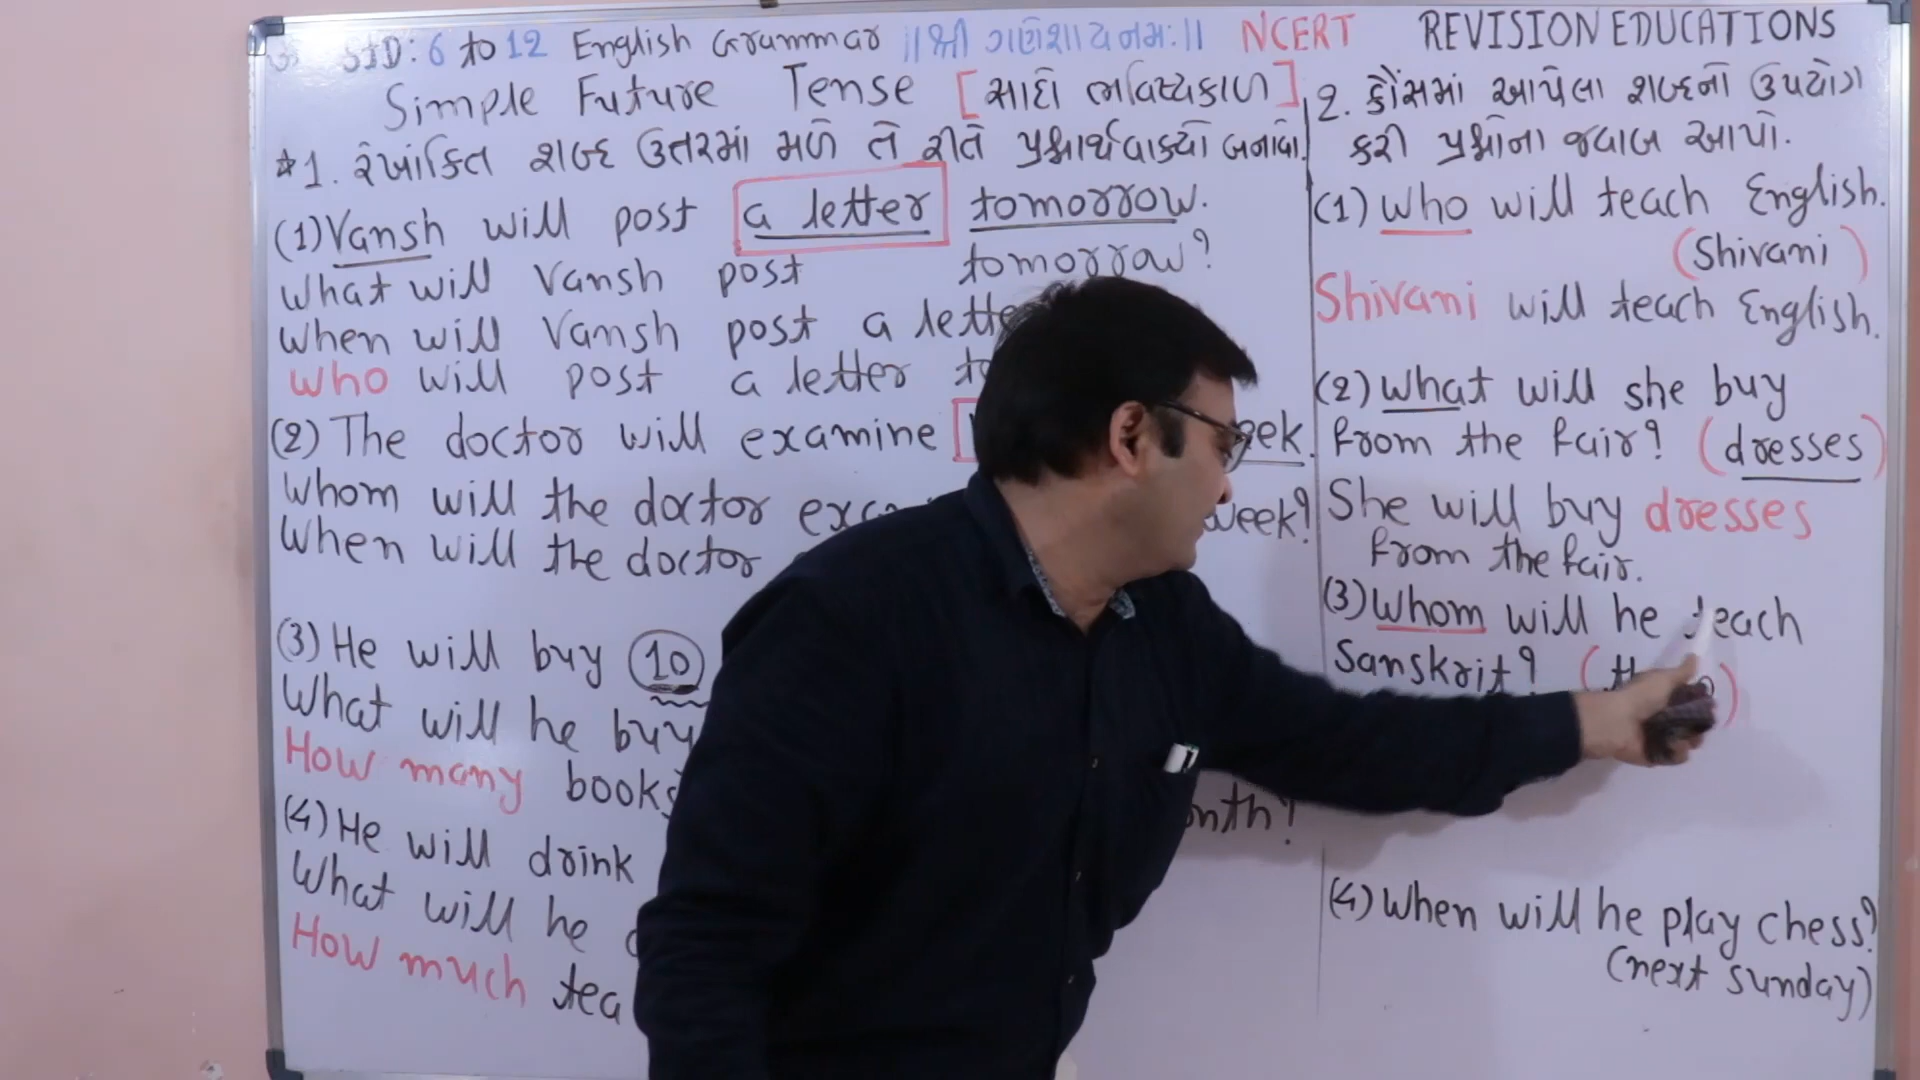 STD: 6 to 12 English Grammar ||શ્રી ગણેશાય નમઃ|| NCERT REVISION EDUCATIONS
Simple Future Tense [સાદો ભવિષ્યકાળ]
*1. રેખાંકિત શબ્દ ઉતરમાં મળે તે રીતે પ્રશ્નાર્થવાક્યો બનાવો.
(1) Vansh will post a letter tomorrow.
What will Vansh post tomorrow?
When will Vansh post a
Who will post a letter
(2) The doctor will examine
Whom will the doctor week?
When will the doctor
(3) He will buy 10
What will he buy
How many books
(4) He will drink
What will he
How much tea
2. કૌંસમાં આપેલા શબ્દનો ઉપયોગ
કરી પ્રશ્નોના જવાબ આપો.
(1) Who will teach English.
(Shivani)
Shivani will teach English.
(2) What will she buy
from the fair? (dresses)
She will buy dresses
from the fair.
(3) Whom will he teach
Sanskrit?
(4) When will he play chess?
(next sunday)